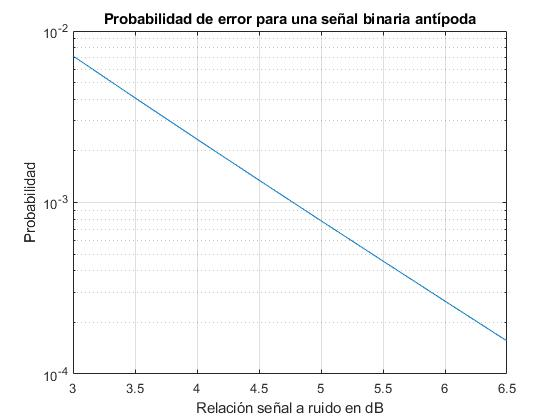 Probabilidad de error para una señal binaria antípoda
10-2
10-3
10-4
Probabilidad
3 3.5 4 4.5 5 5.5 6 6.5
Relación señal a ruido en dB